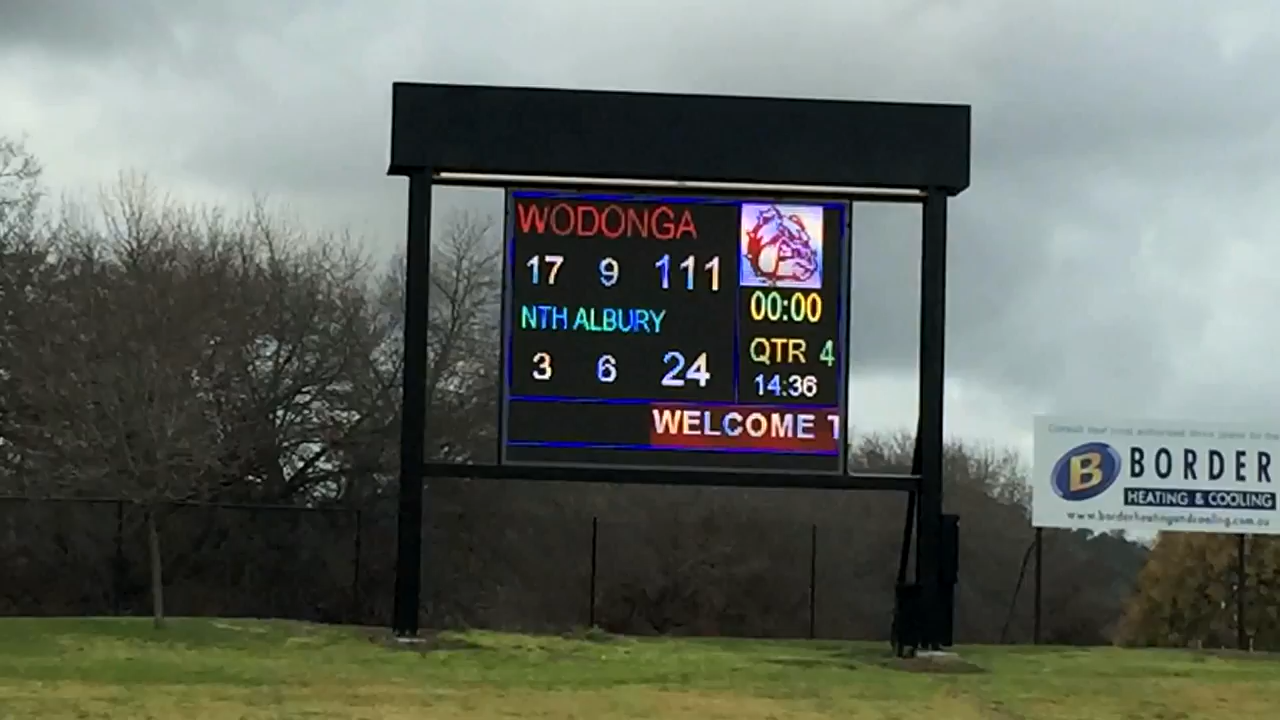 WODONGA
17 9 111
00:00
NTH ALBURY
QTR 4
3 6 24
14:36
WELCOME T
B BORDER
HEATING & COOLING
www.borderheatingandcooling.com.au